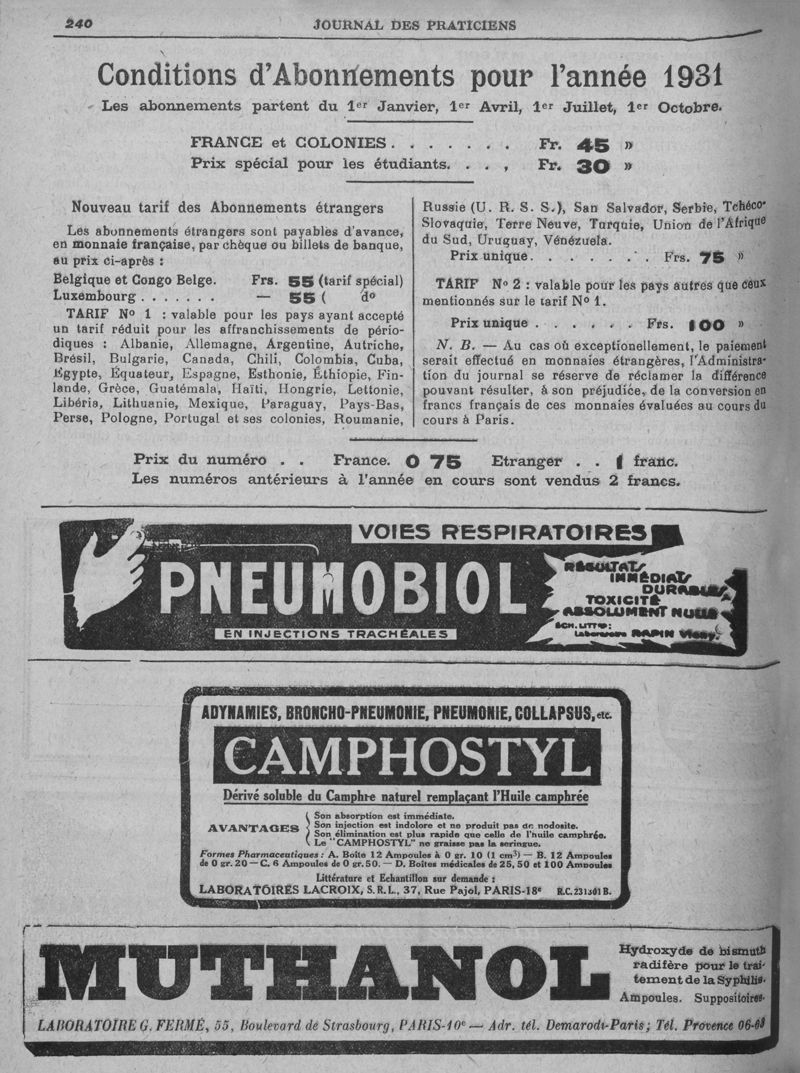 240
JOURNAL DES PRATICIENS
Conditions d'Abonnements pour l'année 1931
Les abonnements partent du 1er Janvier, 1er Avril, 1er Juillet, 1er Octobre.
FRANCE et COLONIES . . . . . . . Fr. 45 »
Prix spécial pour les étudiants. . . , Fr. 30 »
Nouveau tarif des Abonnements étrangers
Les abonnements étrangers sont payables d'avance,
en monnaie française, par chèque ou billets de banque,
au prix ci-après :
Belgique et Congo Belge. Frs. 55 (tarif spécial)
Luxembourg . . . . . . . — 55 ( do
TARIF No 1 : valable pour les pays ayant accepté
un tarif réduit pour les affranchissements de pério-
diques : Albanie, Allemagne, Argentine, Autriche,
Brésil, Bulgarie, Canada, Chili, Colombia, Cuba,
Égypte, Équateur, Espagne, Esthonie, Éthiopie, Fin-
lande, Grèce, Guatémala, Haïti, Hongrie, Lettonie,
Libéria, Lithuanie, Mexique, Paraguay, Pays-Bas,
Perse, Pologne, Portugal et ses colonies, Roumanie,
Russie (U. R. S. S.), San Salvador, Serbie, Tchéco-
Slovaquie, Terre Neuve, Turquie, Union de l'Afrique
du Sud, Uruguay, Vénézuela.
Prix unique. . . . . . . . Frs. 75 »
TARIF No 2 : valable pour les pays autres que ceux
mentionnés sur le tarif No 1.
Prix unique . . . . . . Frs. 100 »
N. B. — Au cas où exceptionellement, le paiement
serait effectué en monnaies étrangères, l'Administra-
tion du journal se réserve de réclamer la différence
pouvant résulter, à son préjudice, de la conversion en
francs français de ces monnaies évaluées au cours du
cours à Paris.
Prix du numéro . . France. 0 75 Etranger . . 1 franc.
Les numéros antérieurs à l'année en cours sont vendus 2 francs.
VOIES RESPIRATOIRES
PNEUMOBIOL
EN INJECTIONS TRACHÉALES
RÉSULTATS
IMMÉDIATS
DURABLES
TOXICITÉ
ABSOLUMENT NULLE
ÉCH. LITTre :
Laboratoire RAPIN Vichy.
ADYNAMIES, BRONCHO-PNEUMONIE, PNEUMONIE, COLLAPSUS, etc.
CAMPHOSTYL
Dérivé soluble du Camphre naturel remplaçant l'Huile camphrée
AVANTAGES
Son absorption est immédiate.
Son injection est indolore et ne produit pas de nodosite.
Son élimination est plus rapide que celle de l'huile camphrée.
Le "CAMPHOSTYL" ne graisse pas la seringue.
Formes Pharmaceutiques : A. Boîte 12 Ampoules à 0 gr. 10 (1 cm3) — B. 12 Ampoules
de 0 gr. 20 — C. 6 Ampoules de 0 gr. 50. — D. Boîtes médicales de 25, 50 et 100 Ampoules
Littérature et Echantillon sur demande :
LABORATOIRES LACROIX, S.R.L., 37, Rue Pajol, PARIS-18e R.C. 231301 B.
MUTHANOL
Hydroxyde de bismuth
radifère pour le trai-
tement de la Syphilis.
Ampoules. Suppositoires.
LABORATOIRE G. FERMÉ, 55, Boulevard de Strasbourg, PARIS-10e — Adr. tél. Demarodi-Paris ; Tél. Provence 06-68